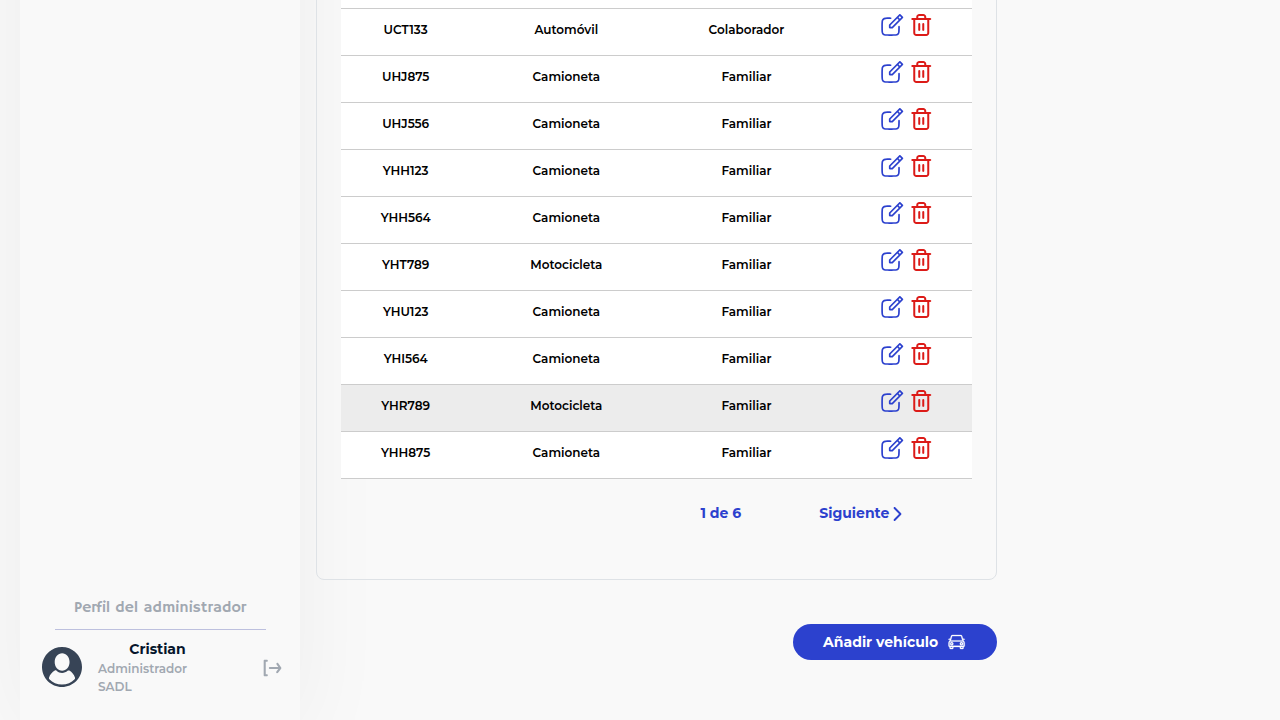 UCT133 Automóvil Colaborador
UHJ875 Camioneta Familiar
UHJ556 Camioneta Familiar
YHH123 Camioneta Familiar
YHH564 Camioneta Familiar
YHT789 Motocicleta Familiar
YHU123 Camioneta Familiar
YHI564 Camioneta Familiar
YHR789 Motocicleta Familiar
YHH875 Camioneta Familiar
1 de 6 Siguiente
Perfil del administrador
Cristian
Administrador
SADL
Añadir vehículo